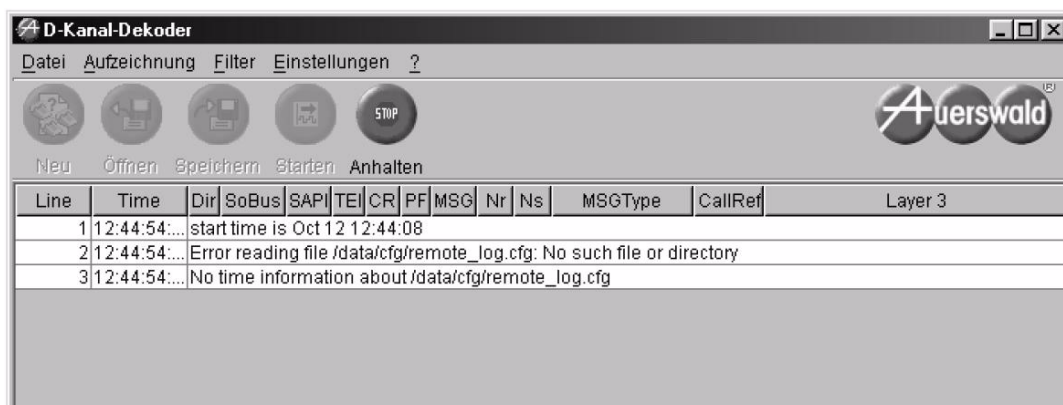 D-Kanal-Dekoder
Datei Aufzeichnung Filter Einstellungen ?
STOP
Auerswald
Neu Öffnen Speichern Starten Anhalten
Line Time Dir SoBus SAPI TEI CR PF MSG Nr Ns MSGType CallRef Layer 3
1 12:44:54:... start time is Oct 12 12:44:08
2 12:44:54:... Error reading file /data/cfg/remote_log.cfg: No such file or directory
3 12:44:54:... No time information about /data/cfg/remote_log.cfg